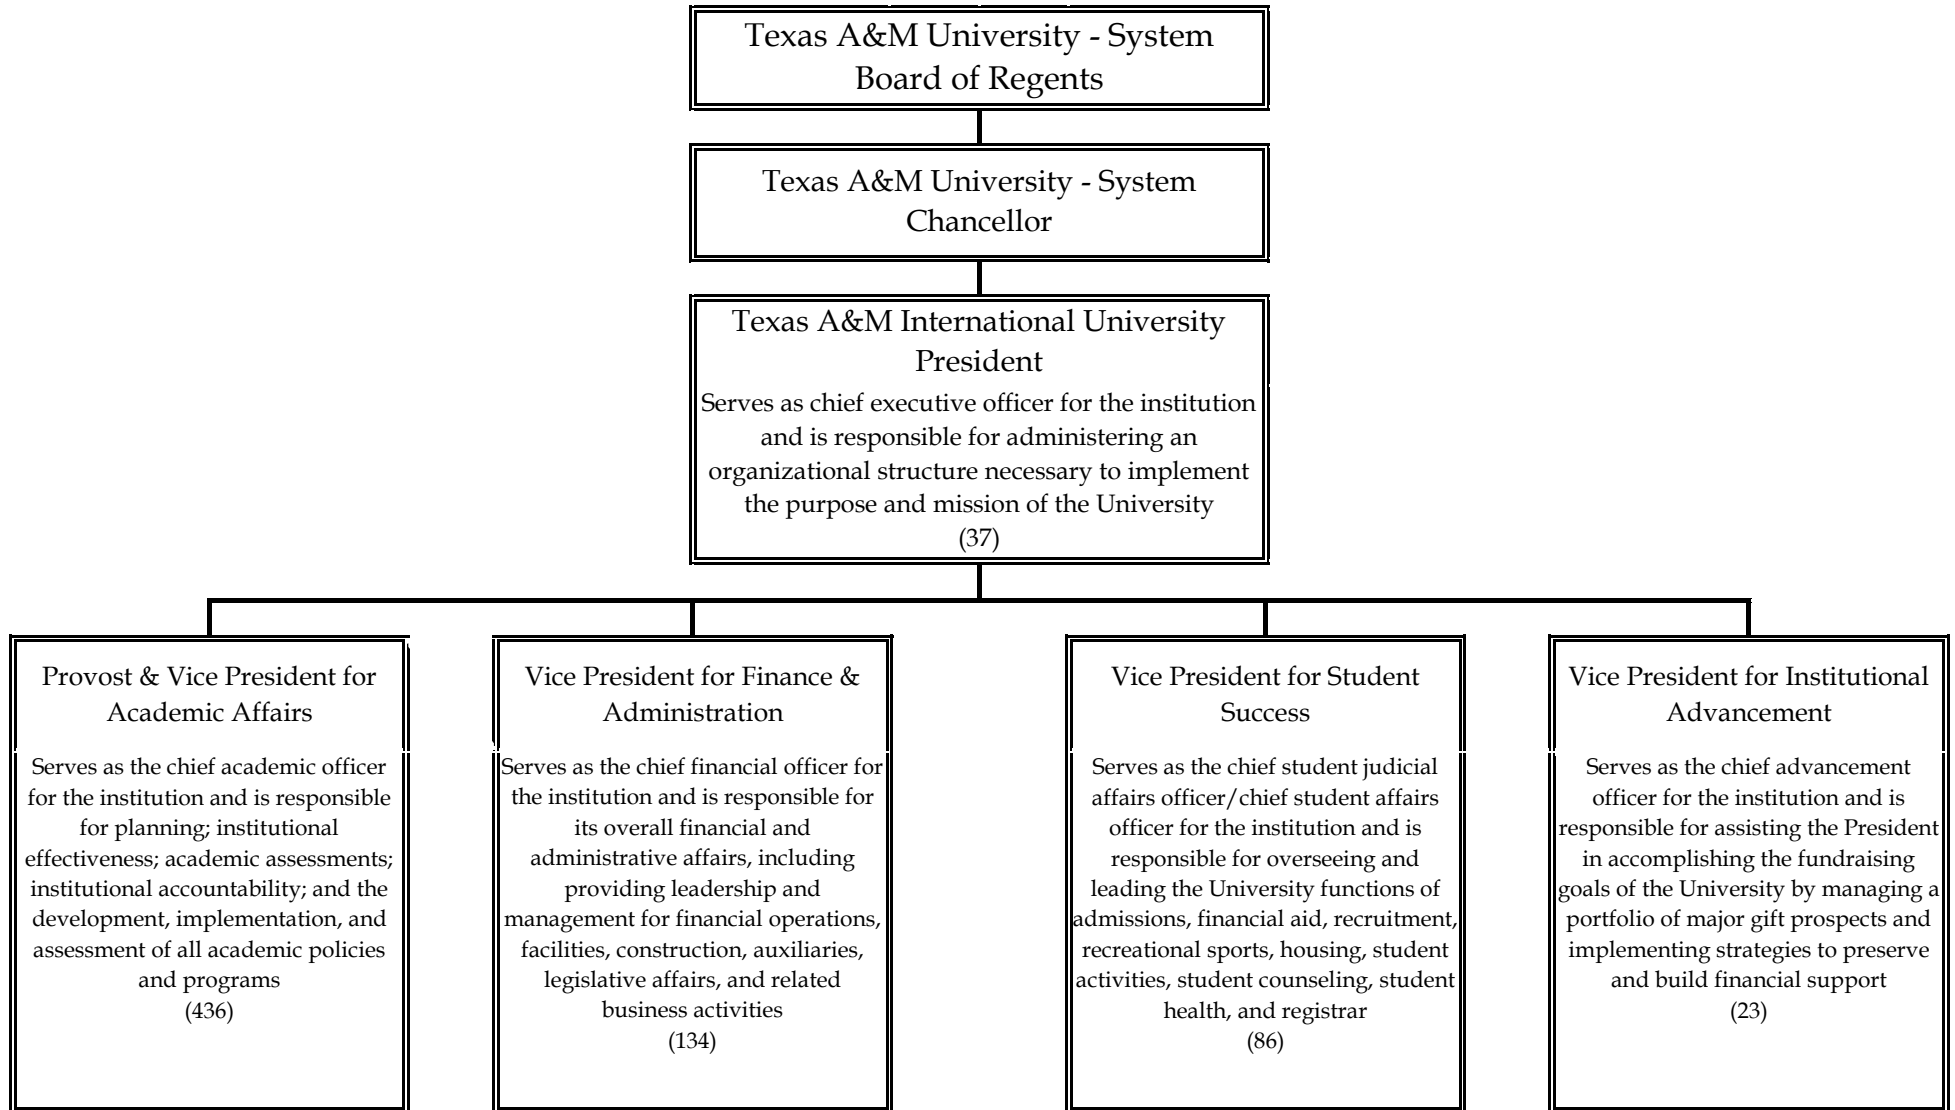 Texas A&M University - System
Board of Regents
Texas A&M University - System
Chancellor
Texas A&M International University
President
Serves as chief executive officer for the institution
and is responsible for administering an
organizational structure necessary to implement
the purpose and mission of the University
(37)
Provost & Vice President for
Academic Affairs
Serves as the chief academic officer
for the institution and is responsible
for planning; institutional
effectiveness; academic assessments;
institutional accountability; and the
development, implementation, and
assessment of all academic policies
and programs
(436)
Vice President for Finance &
Administration
Serves as the chief financial officer for
the institution and is responsible for
its overall financial and
administrative affairs, including
providing leadership and
management for financial operations,
facilities, construction, auxiliaries,
legislative affairs, and related
business activities
(134)
Vice President for Student
Success
Serves as the chief student judicial
affairs officer/chief student affairs
officer for the institution and is
responsible for overseeing and
leading the University functions of
admissions, financial aid, recruitment,
recreational sports, housing, student
activities, student counseling, student
health, and registrar
(86)
Vice President for Institutional
Advancement
Serves as the chief advancement
officer for the institution and is
responsible for assisting the President
in accomplishing the fundraising
goals of the University by managing a
portfolio of major gift prospects and
implementing strategies to preserve
and build financial support
(23)